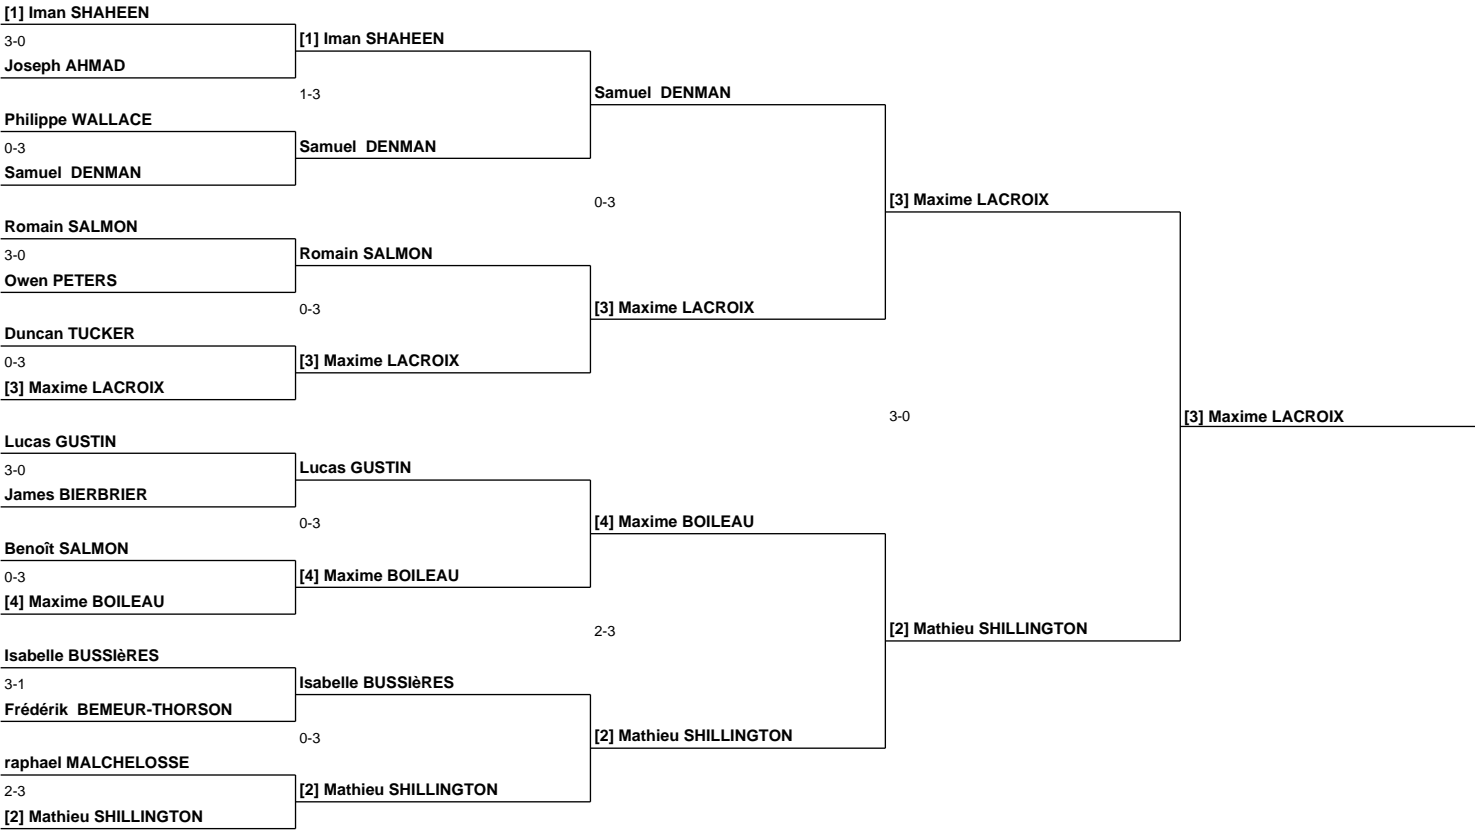 [1] Iman SHAHEEN
3-0
Joseph AHMAD
Philippe WALLACE
0-3
Samuel  DENMAN
Romain SALMON
3-0
Owen PETERS
Duncan TUCKER
0-3
[3] Maxime LACROIX
Lucas GUSTIN
3-0
James BIERBRIER
Benoît SALMON
0-3
[4] Maxime BOILEAU
Isabelle BUSSIèRES
3-1
Frédérik  BEMEUR-THORSON
raphael MALCHELOSSE
2-3
[2] Mathieu SHILLINGTON
[1] Iman SHAHEEN
1-3
Samuel  DENMAN
Romain SALMON
0-3
[3] Maxime LACROIX
Lucas GUSTIN
0-3
[4] Maxime BOILEAU
Isabelle BUSSIèRES
0-3
[2] Mathieu SHILLINGTON
Samuel  DENMAN
0-3
[3] Maxime LACROIX
[4] Maxime BOILEAU
2-3
[2] Mathieu SHILLINGTON
[3] Maxime LACROIX
3-0
[2] Mathieu SHILLINGTON
[3] Maxime LACROIX